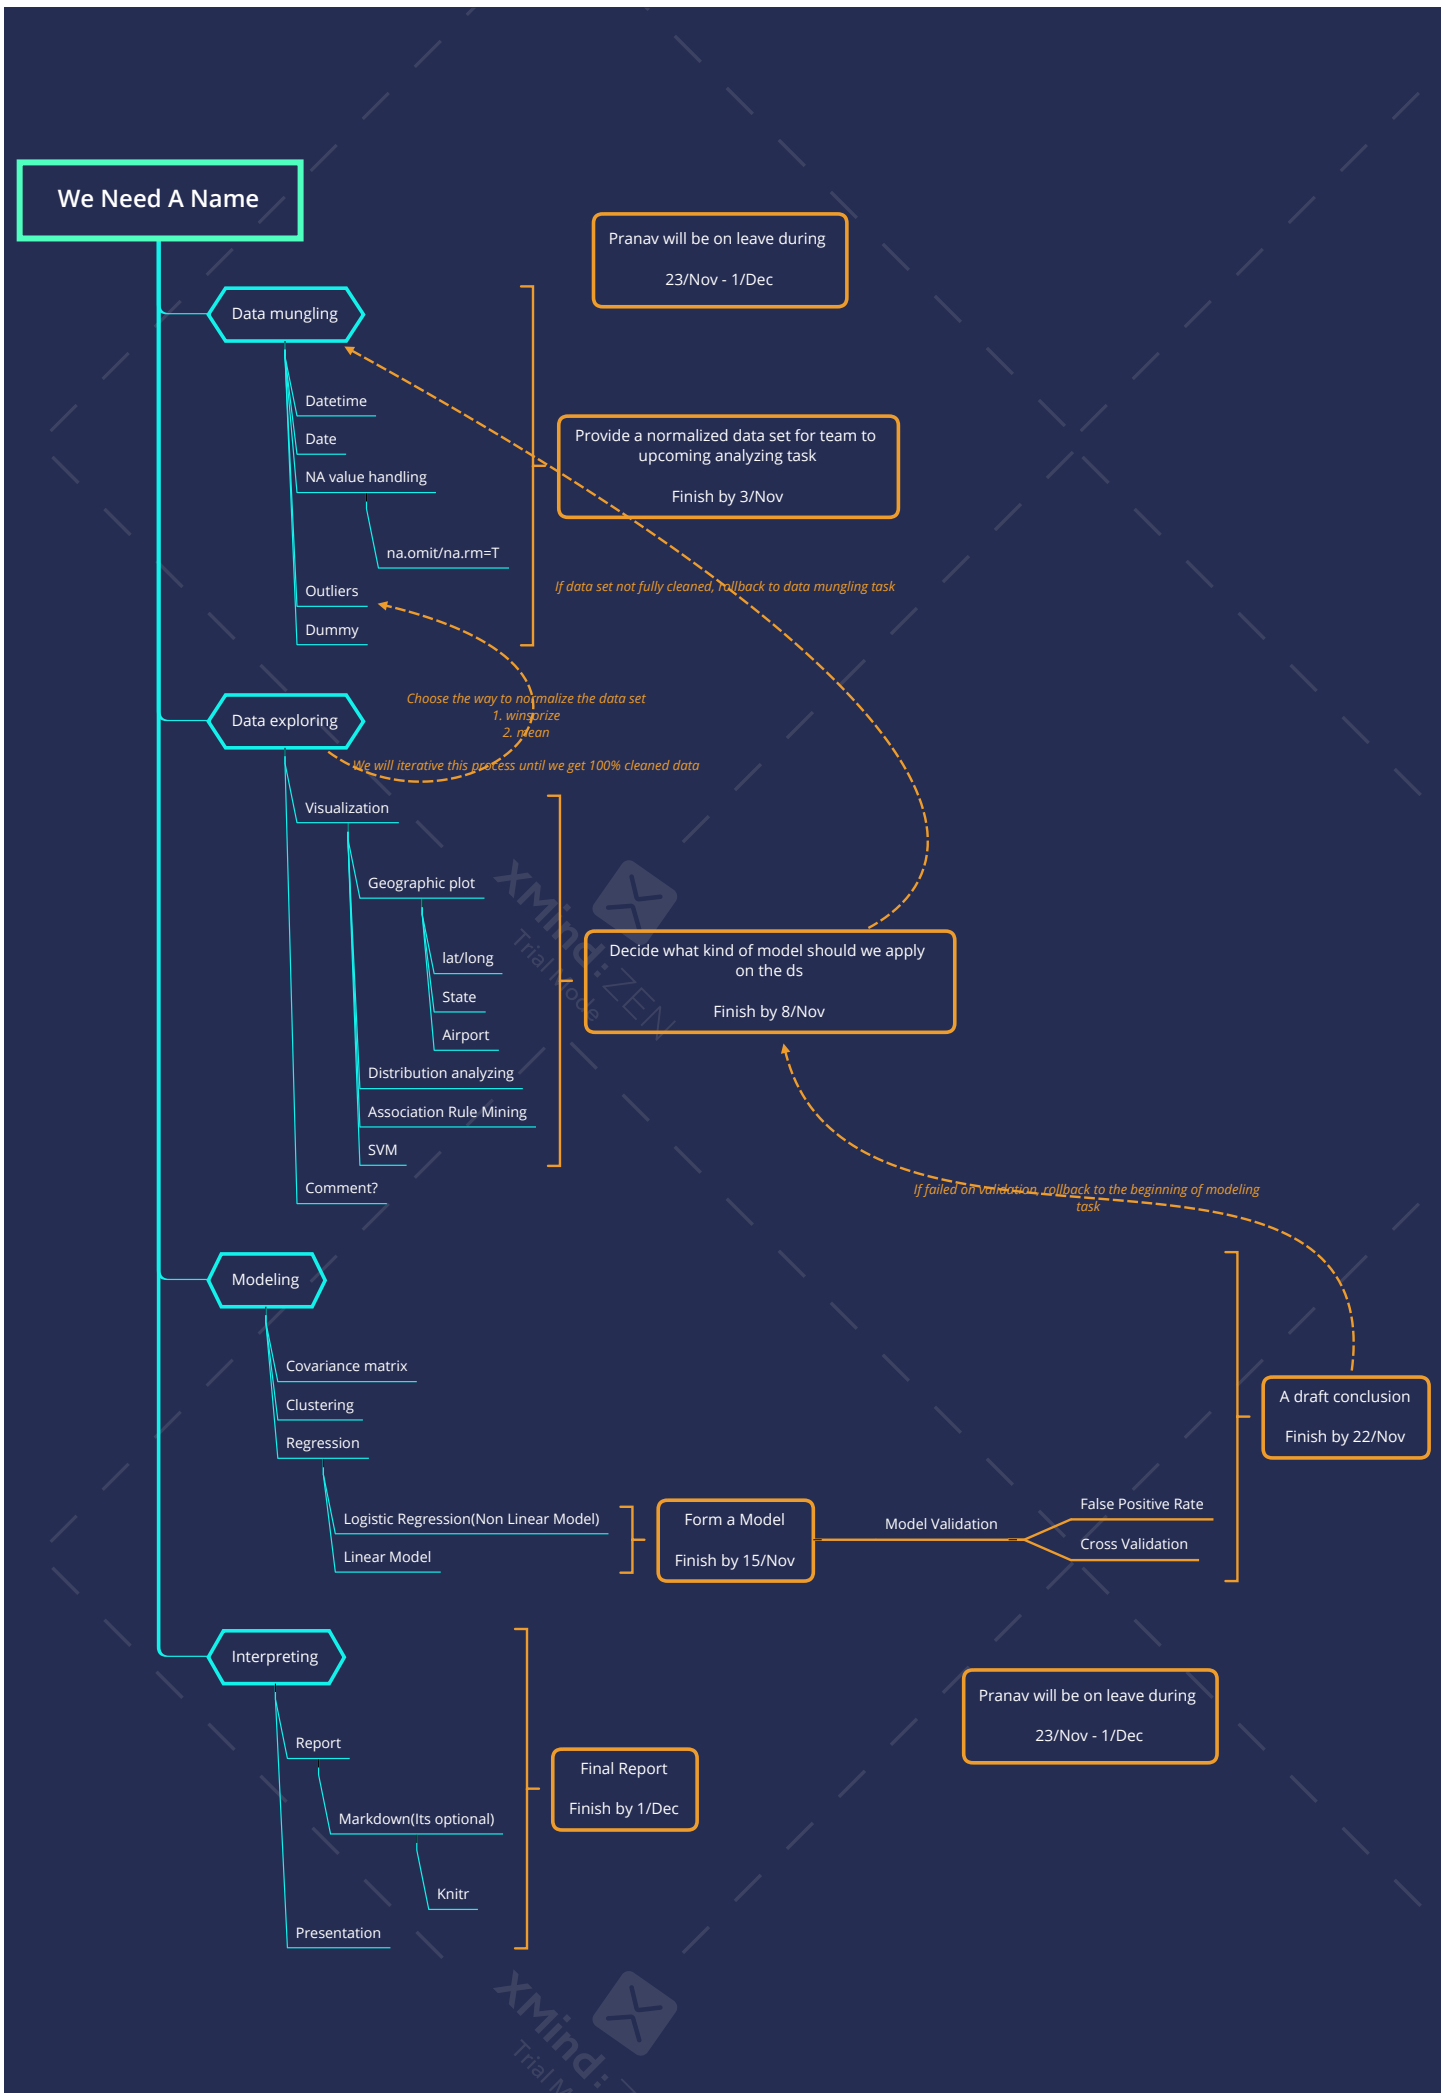 We Need A Name
Pranav will be on leave during
23/Nov - 1/Dec
Data mungling
Datetime
Date
NA value handling
na.omit/na.rm=T
Outliers
Dummy
Provide a normalized data set for team to
upcoming analyzing task
Finish by 3/Nov
If data set not fully cleaned, rollback to data mungling task
Choose the way to normalize the data set
1. winsorize
2. mean
We will iterative this process until we get 100% cleaned data
Data exploring
Visualization
Geographic plot
lat/long
State
Airport
Distribution analyzing
Association Rule Mining
SVM
Comment?
XMind: ZEN
Trial Mode
Decide what kind of model should we apply
on the ds
Finish by 8/Nov
If failed on validation, rollback to the beginning of modeling
task
Modeling
Covariance matrix
Clustering
Regression
Logistic Regression(Non Linear Model)
Linear Model
Form a Model
Finish by 15/Nov
Model Validation
False Positive Rate
Cross Validation
A draft conclusion
Finish by 22/Nov
Interpreting
Report
Markdown(Its optional)
Knitr
Presentation
Final Report
Finish by 1/Dec
Pranav will be on leave during
23/Nov - 1/Dec
XMind:
Trial